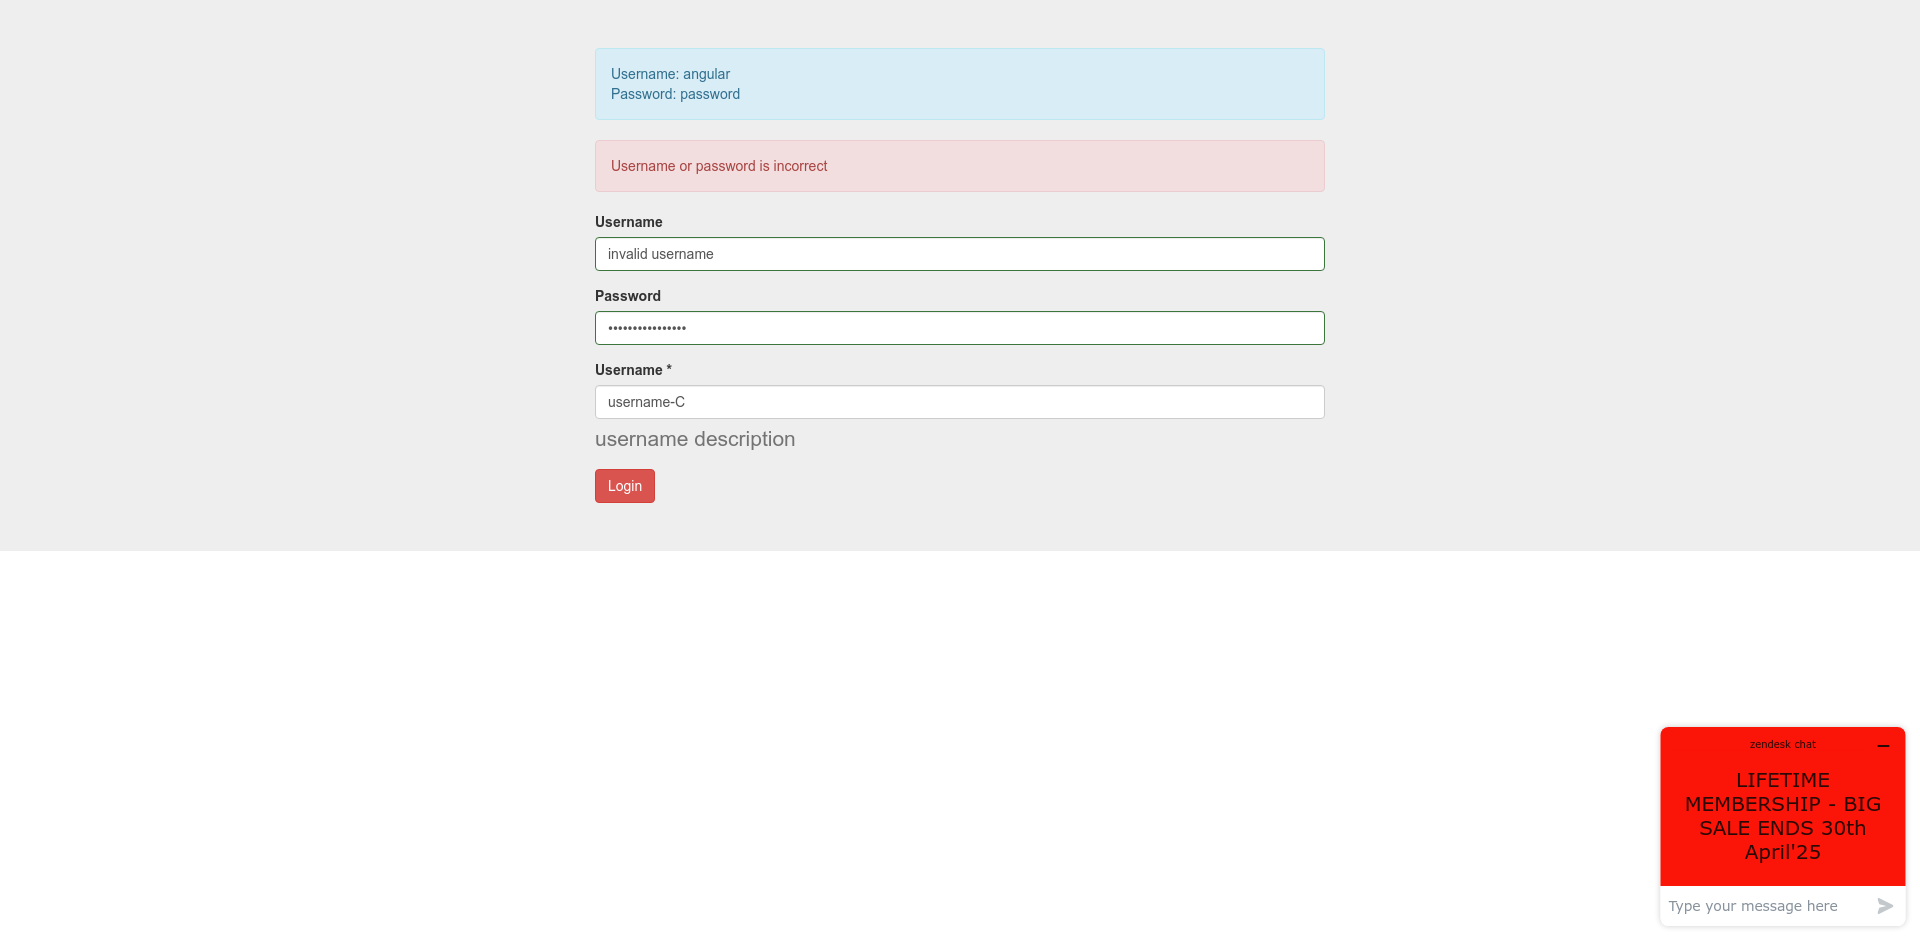 Username: angular
Password: password
Username or password is incorrect
Username
invalid username
Password
••••••••••••••••
Username *
username-C
username description
Login
zendesk chat
LIFETIME
MEMBERSHIP - BIG
SALE ENDS 30th
April'25
Type your message here